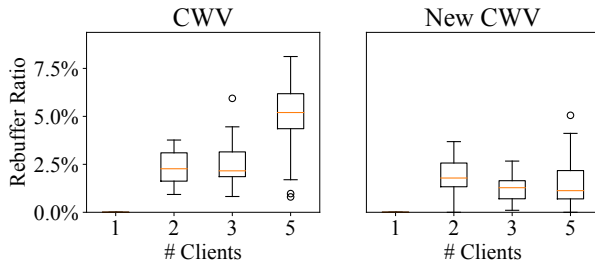 CWV
New CWV
Rebuffer Ratio
7.5%
5.0%
2.5%
0.0%
1 2 3 5
1 2 3 5
# Clients
# Clients